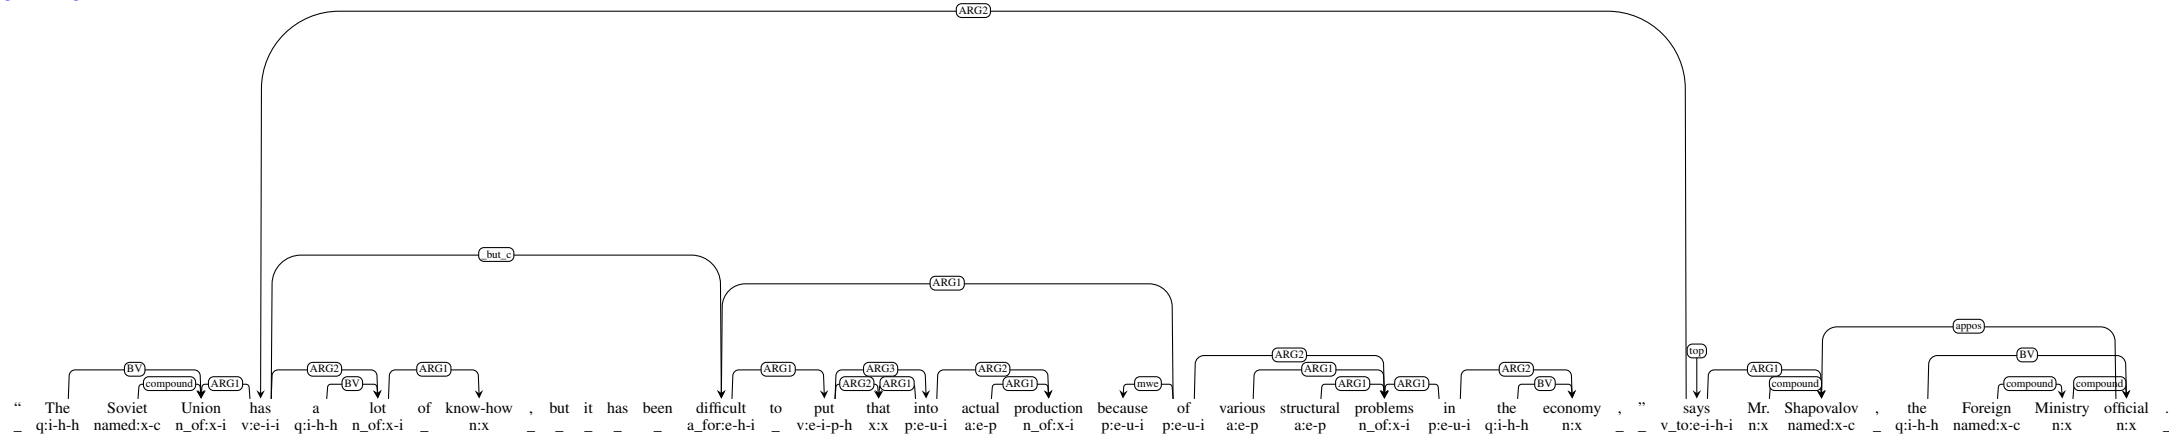 ARG2
_but_c
ARG1
appos
top
ARG2 BV
BV ARG2 ARG1 ARG1 ARG3 ARG2 ARG1 ARG2 ARG1
compound ARG1 BV ARG2 ARG1 ARG1 mwe ARG1 ARG1 BV compound compound compound
“ The Soviet Union has a lot of know-how , but it has been difficult to put that into actual production because of various structural problems in the economy , ” says Mr. Shapovalov , the Foreign Ministry official .
_ q:i-h-h named:x-c n_of:x-i v:e-i-i q:i-h-h n_of:x-i _ n:x _ _ _ _ _ a_for:e-h-i _ v:e-i-p-h x:x p:e-u-i a:e-p n_of:x-i p:e-u-i p:e-u-i a:e-p a:e-p n_of:x-i p:e-u-i q:i-h-h n:x _ _ v_to:e-i-h-i n:x named:x-c _ q:i-h-h named:x-c n:x n:x _